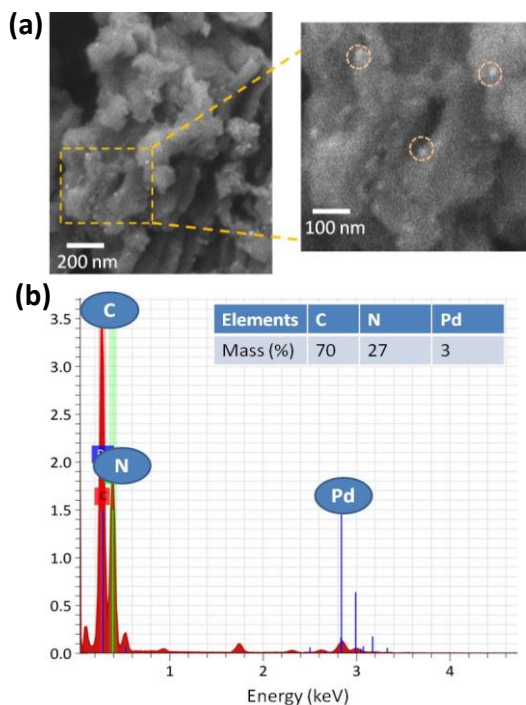 (a)
200 nm
100 nm
(b)
C
N
Pd
C
Elements C N Pd
Mass (%) 70 27 3
3.5
3.0
2.5
2.0
1.5
1.0
0.5
0.0
1 2 3 4
Energy (keV)